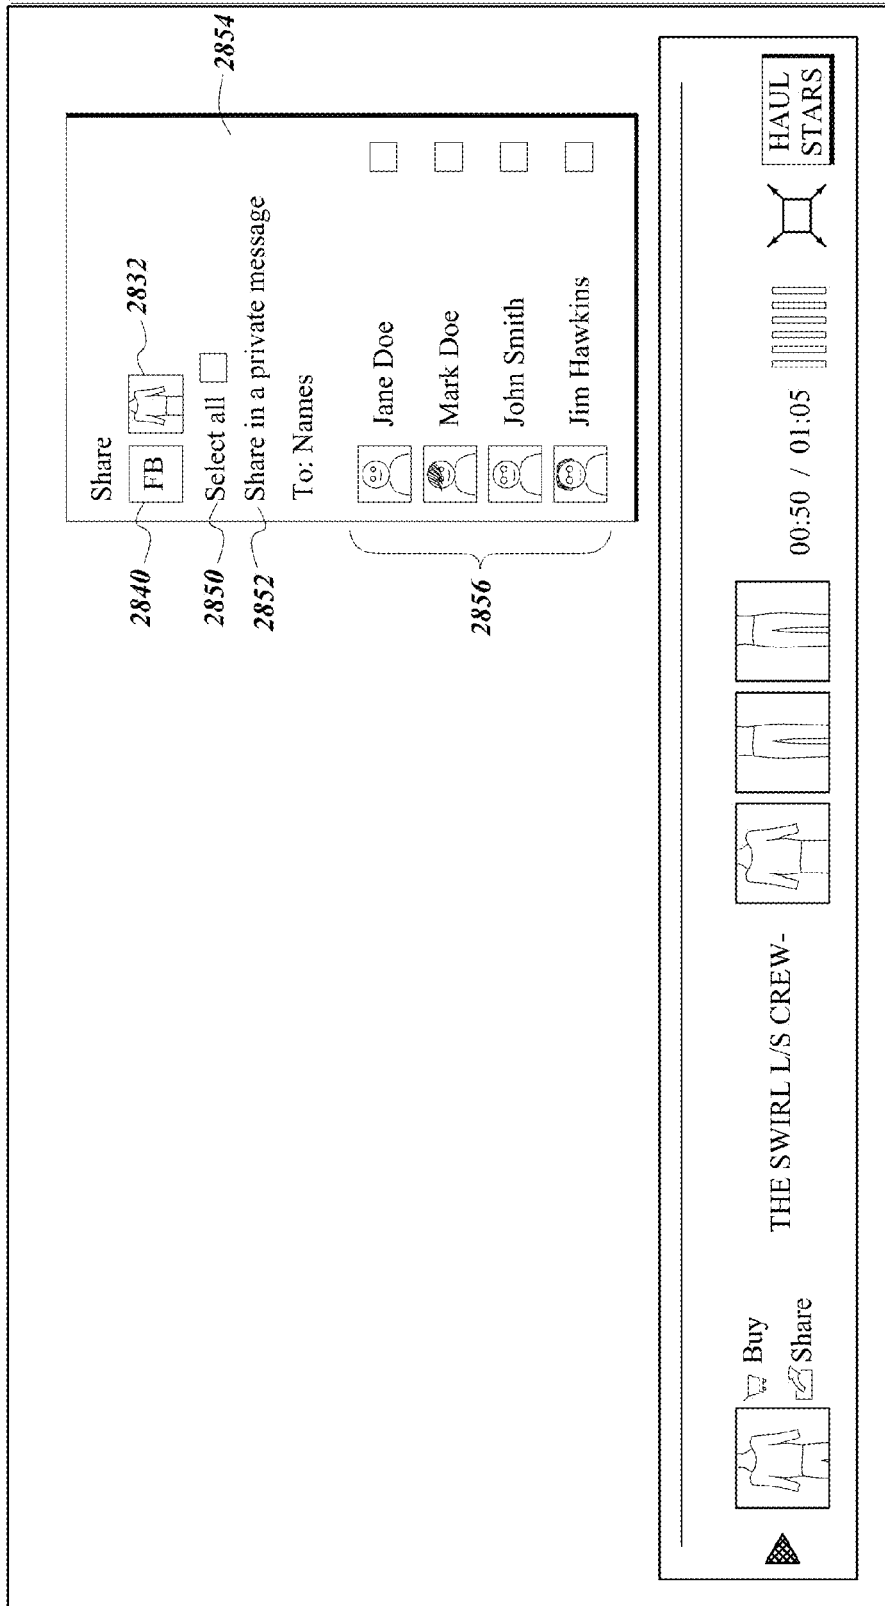 2854
Share
2840
FB
2832
2850
Select all
2852
Share in a private message
To: Names
2856
Jane Doe
Mark Doe
John Smith
Jim Hawkins
Buy
Share
THE SWIRL L/S CREW-
00:50 / 01:05
HAUL
STARS